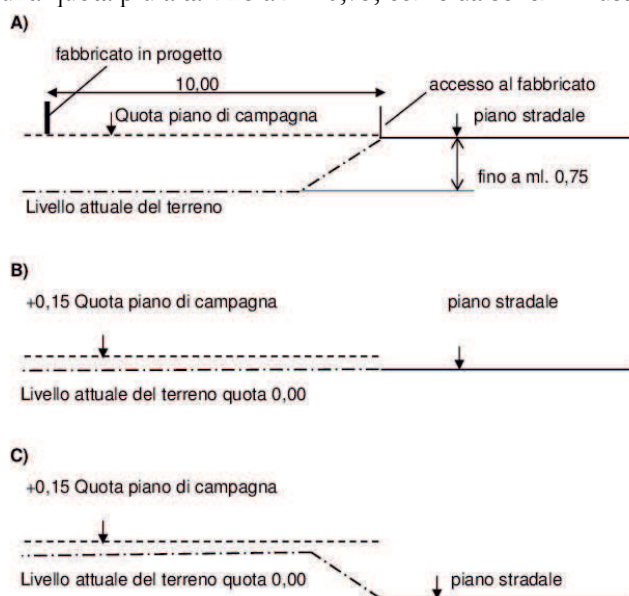 A)
fabbricato in progetto
10,00
accesso al fabbricato
Quota piano di campagna
piano stradale
fino a ml. 0,75
Livello attuale del terreno
B)
+0,15 Quota piano di campagna
piano stradale
Livello attuale del terreno quota 0,00
C)
+0,15 Quota piano di campagna
Livello attuale del terreno quota 0,00
piano stradale